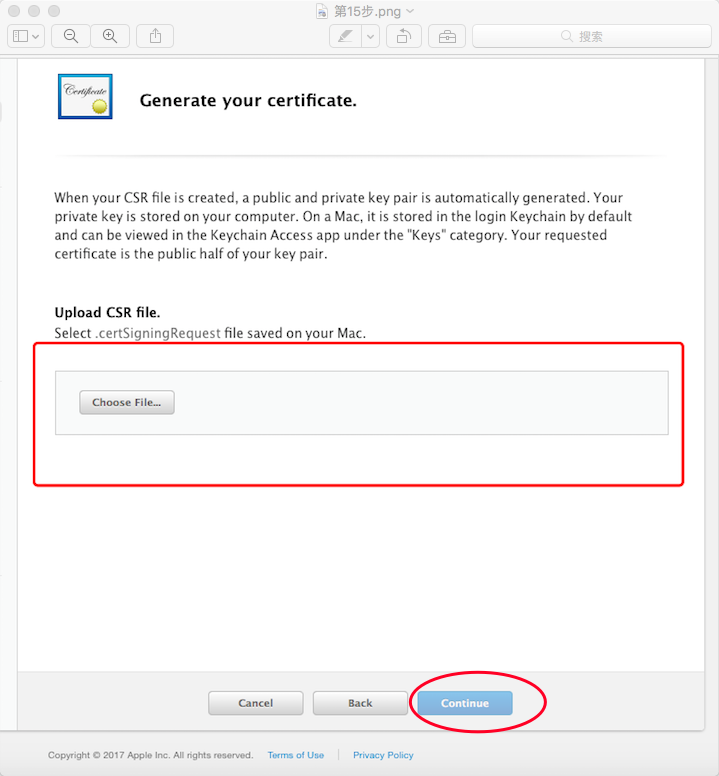 第15步.png
搜索
Certificate
Generate your certificate.
When your CSR file is created, a public and private key pair is automatically generated. Your
private key is stored on your computer. On a Mac, it is stored in the login Keychain by default
and can be viewed in the Keychain Access app under the "Keys" category. Your requested
certificate is the public half of your key pair.
Upload CSR file.
Select .certSigningRequest file saved on your Mac.
Choose File...
Cancel
Back
Continue
Copyright © 2017 Apple Inc. All rights reserved. Terms of Use Privacy Policy